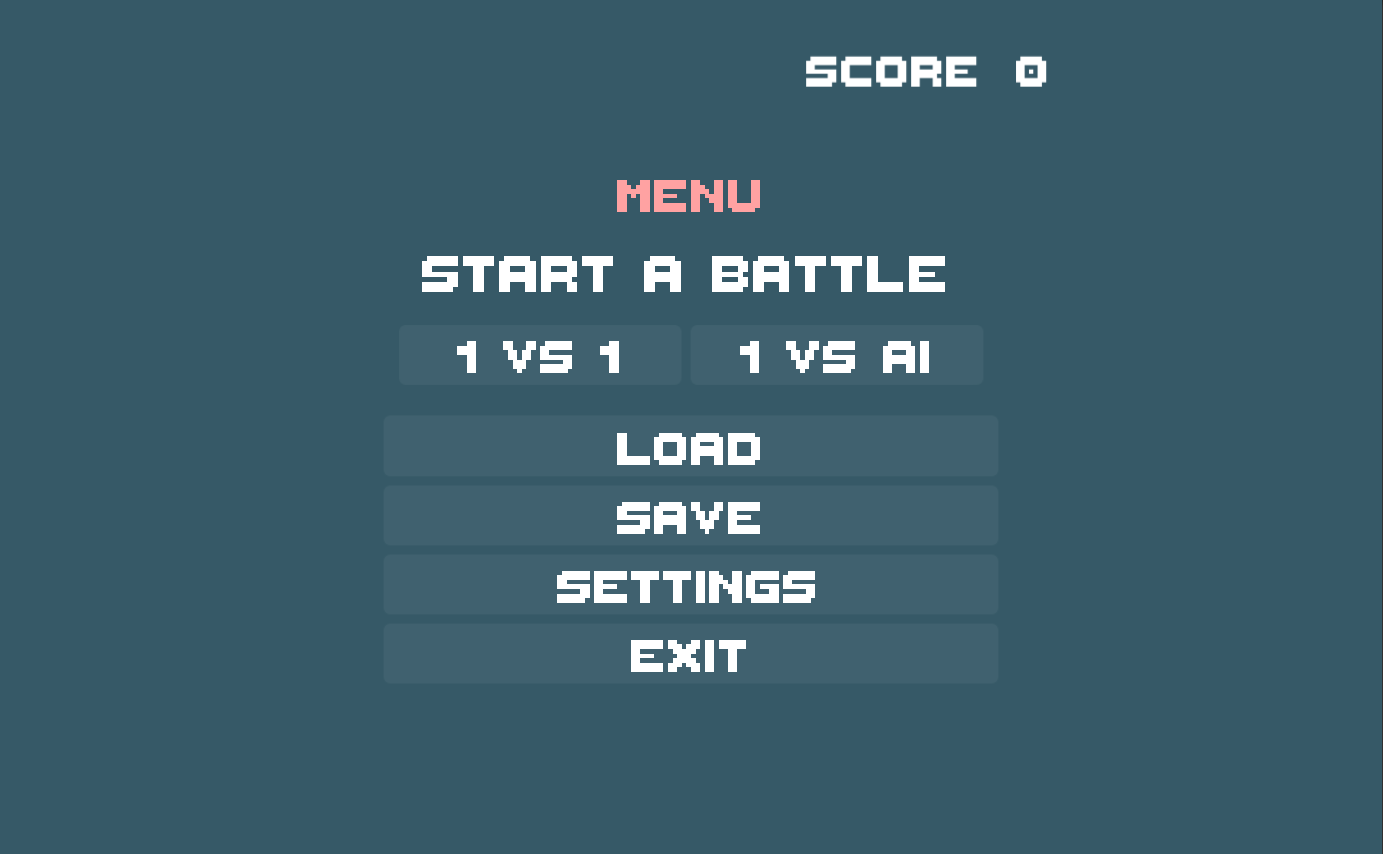 SCORE 0
MENU
START A BATTLE
1 VS 1 1 VS AI
LOAD
SAVE
SETTINGS
EXIT